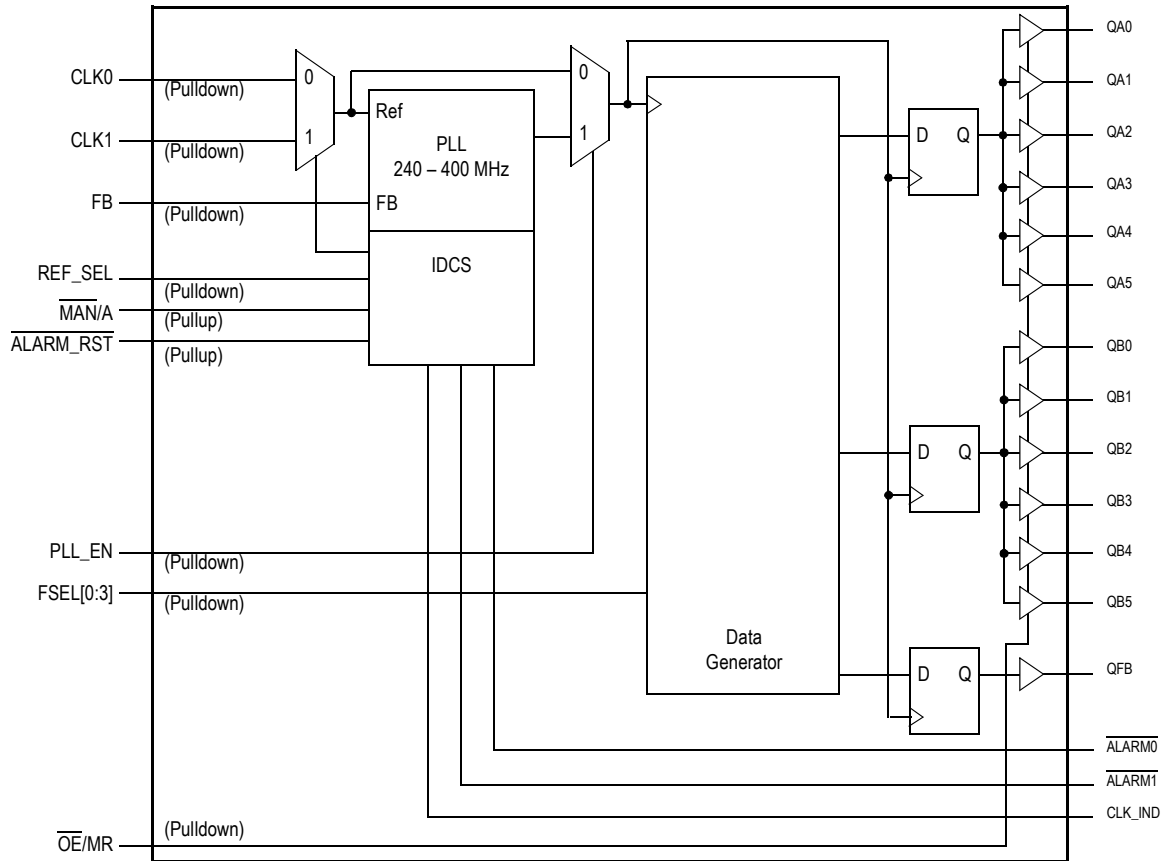 CLK0
(Pulldown)
CLK1
(Pulldown)
FB
(Pulldown)
REF_SEL
(Pulldown)
MAN/A
(Pullup)
ALARM_RST
(Pullup)
PLL_EN
(Pulldown)
FSEL[0:3]
(Pulldown)
OE/MR
(Pulldown)
0
1
Ref
PLL
240 – 400 MHz
FB
IDCS
0
1
Data
Generator
D Q
D Q
D Q
QA0
QA1
QA2
QA3
QA4
QA5
QB0
QB1
QB2
QB3
QB4
QB5
QFB
ALARM0
ALARM1
CLK_IND